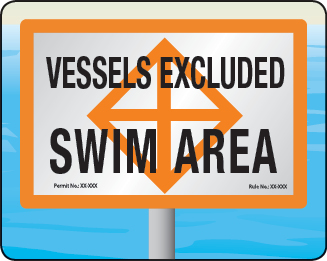 VESSELS EXCLUDED
SWIM AREA
Permit No.: XX-XXX Rule No.: XX-XXX